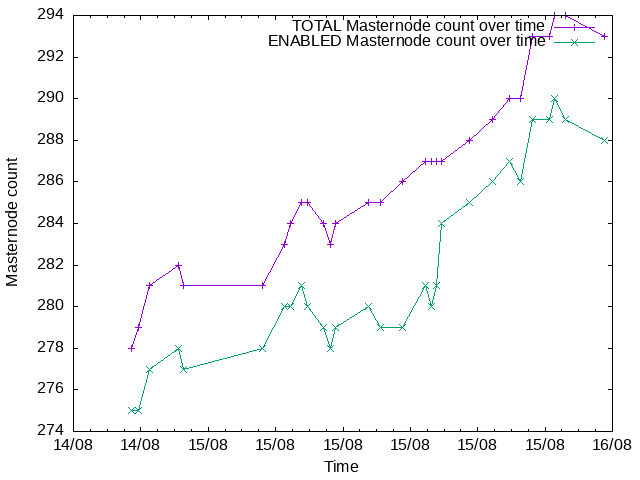 294
292
290
288
286
284
282
280
278
276
274
Masternode count
TOTAL Masternode count over time
ENABLED Masternode count over time
14/08 14/08 15/08 15/08 15/08 15/08 15/08 15/08 16/08
Time